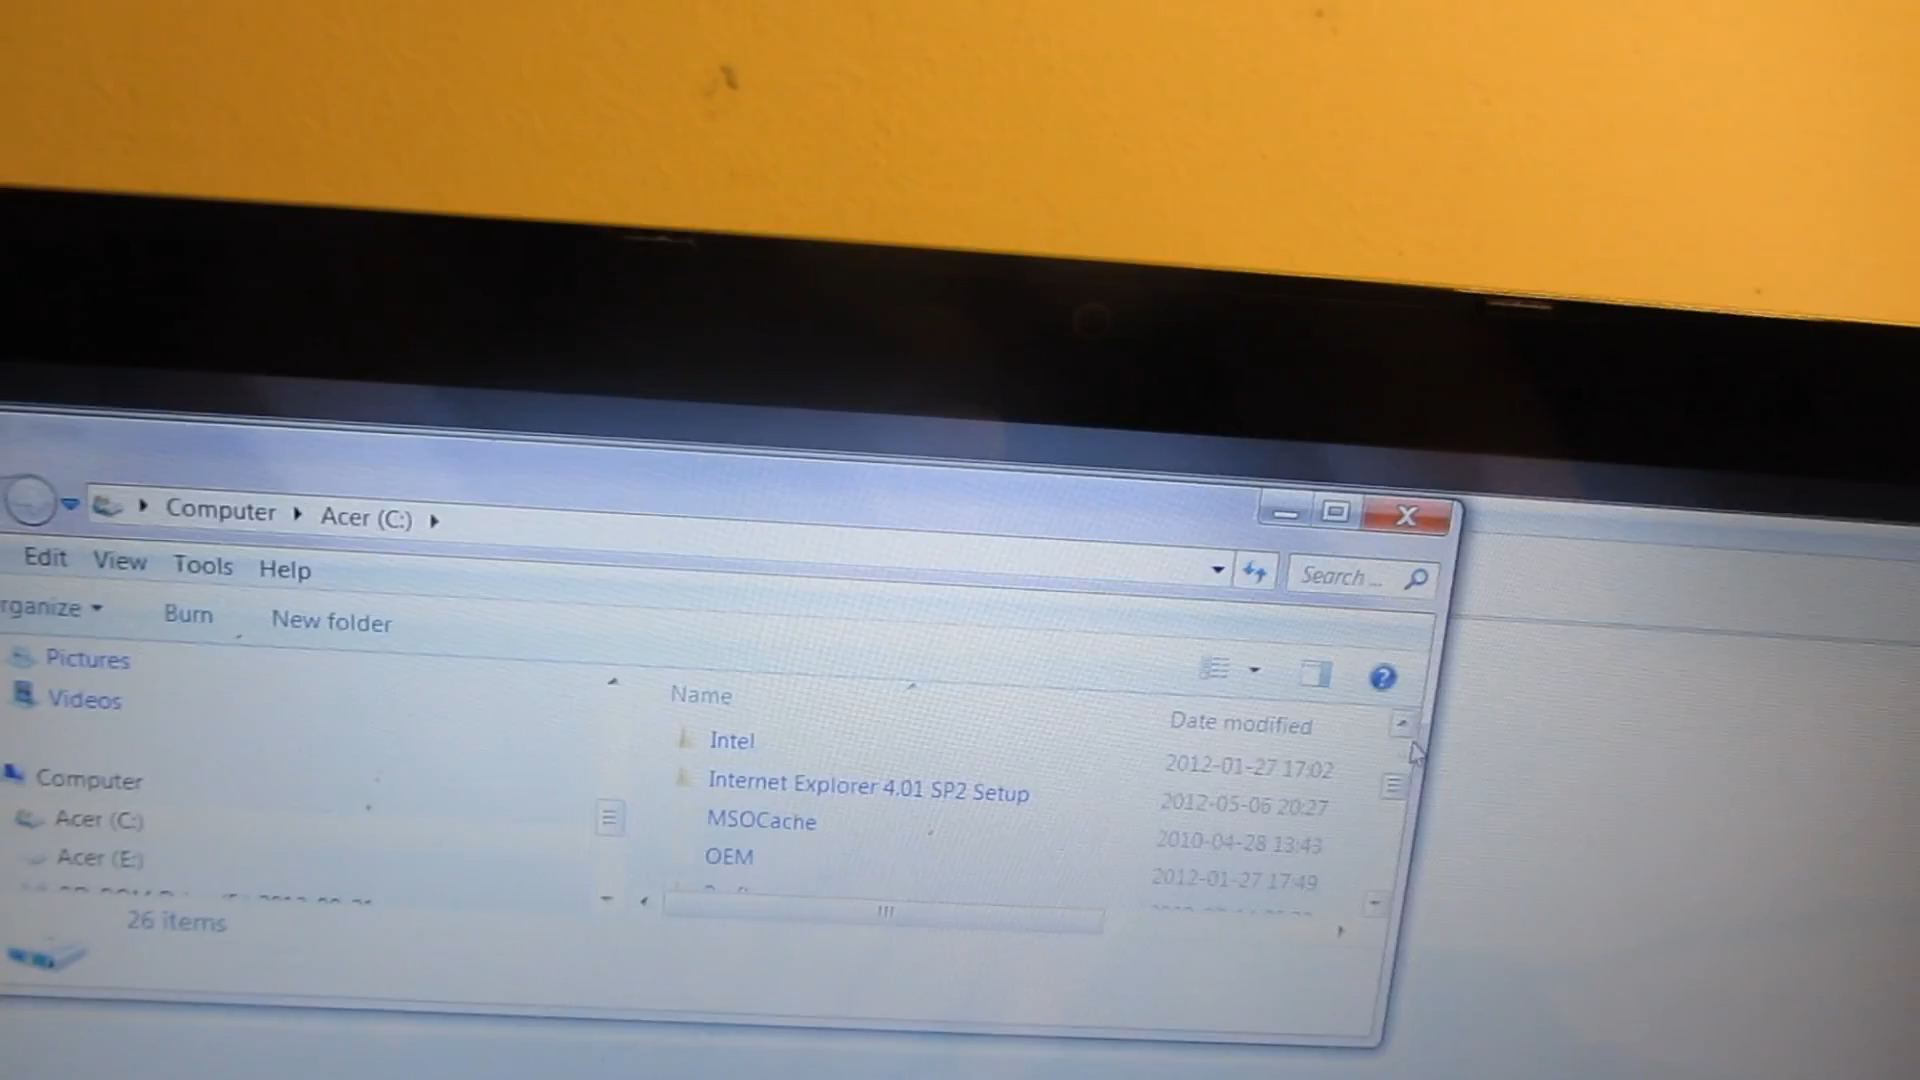 Computer Acer (C:)
Search ...
Edit View Tools Help
rganize Burn New folder
Pictures
Videos
Computer
Acer (C:)
Acer (E:)
Name Date modified
Intel 2012-01-27 17:02
Internet Explorer 4.01 SP2 Setup 2012-05-06 20:27
MSOCache 2010-04-28 13:43
OEM 2012-01-27 17:49
26 items